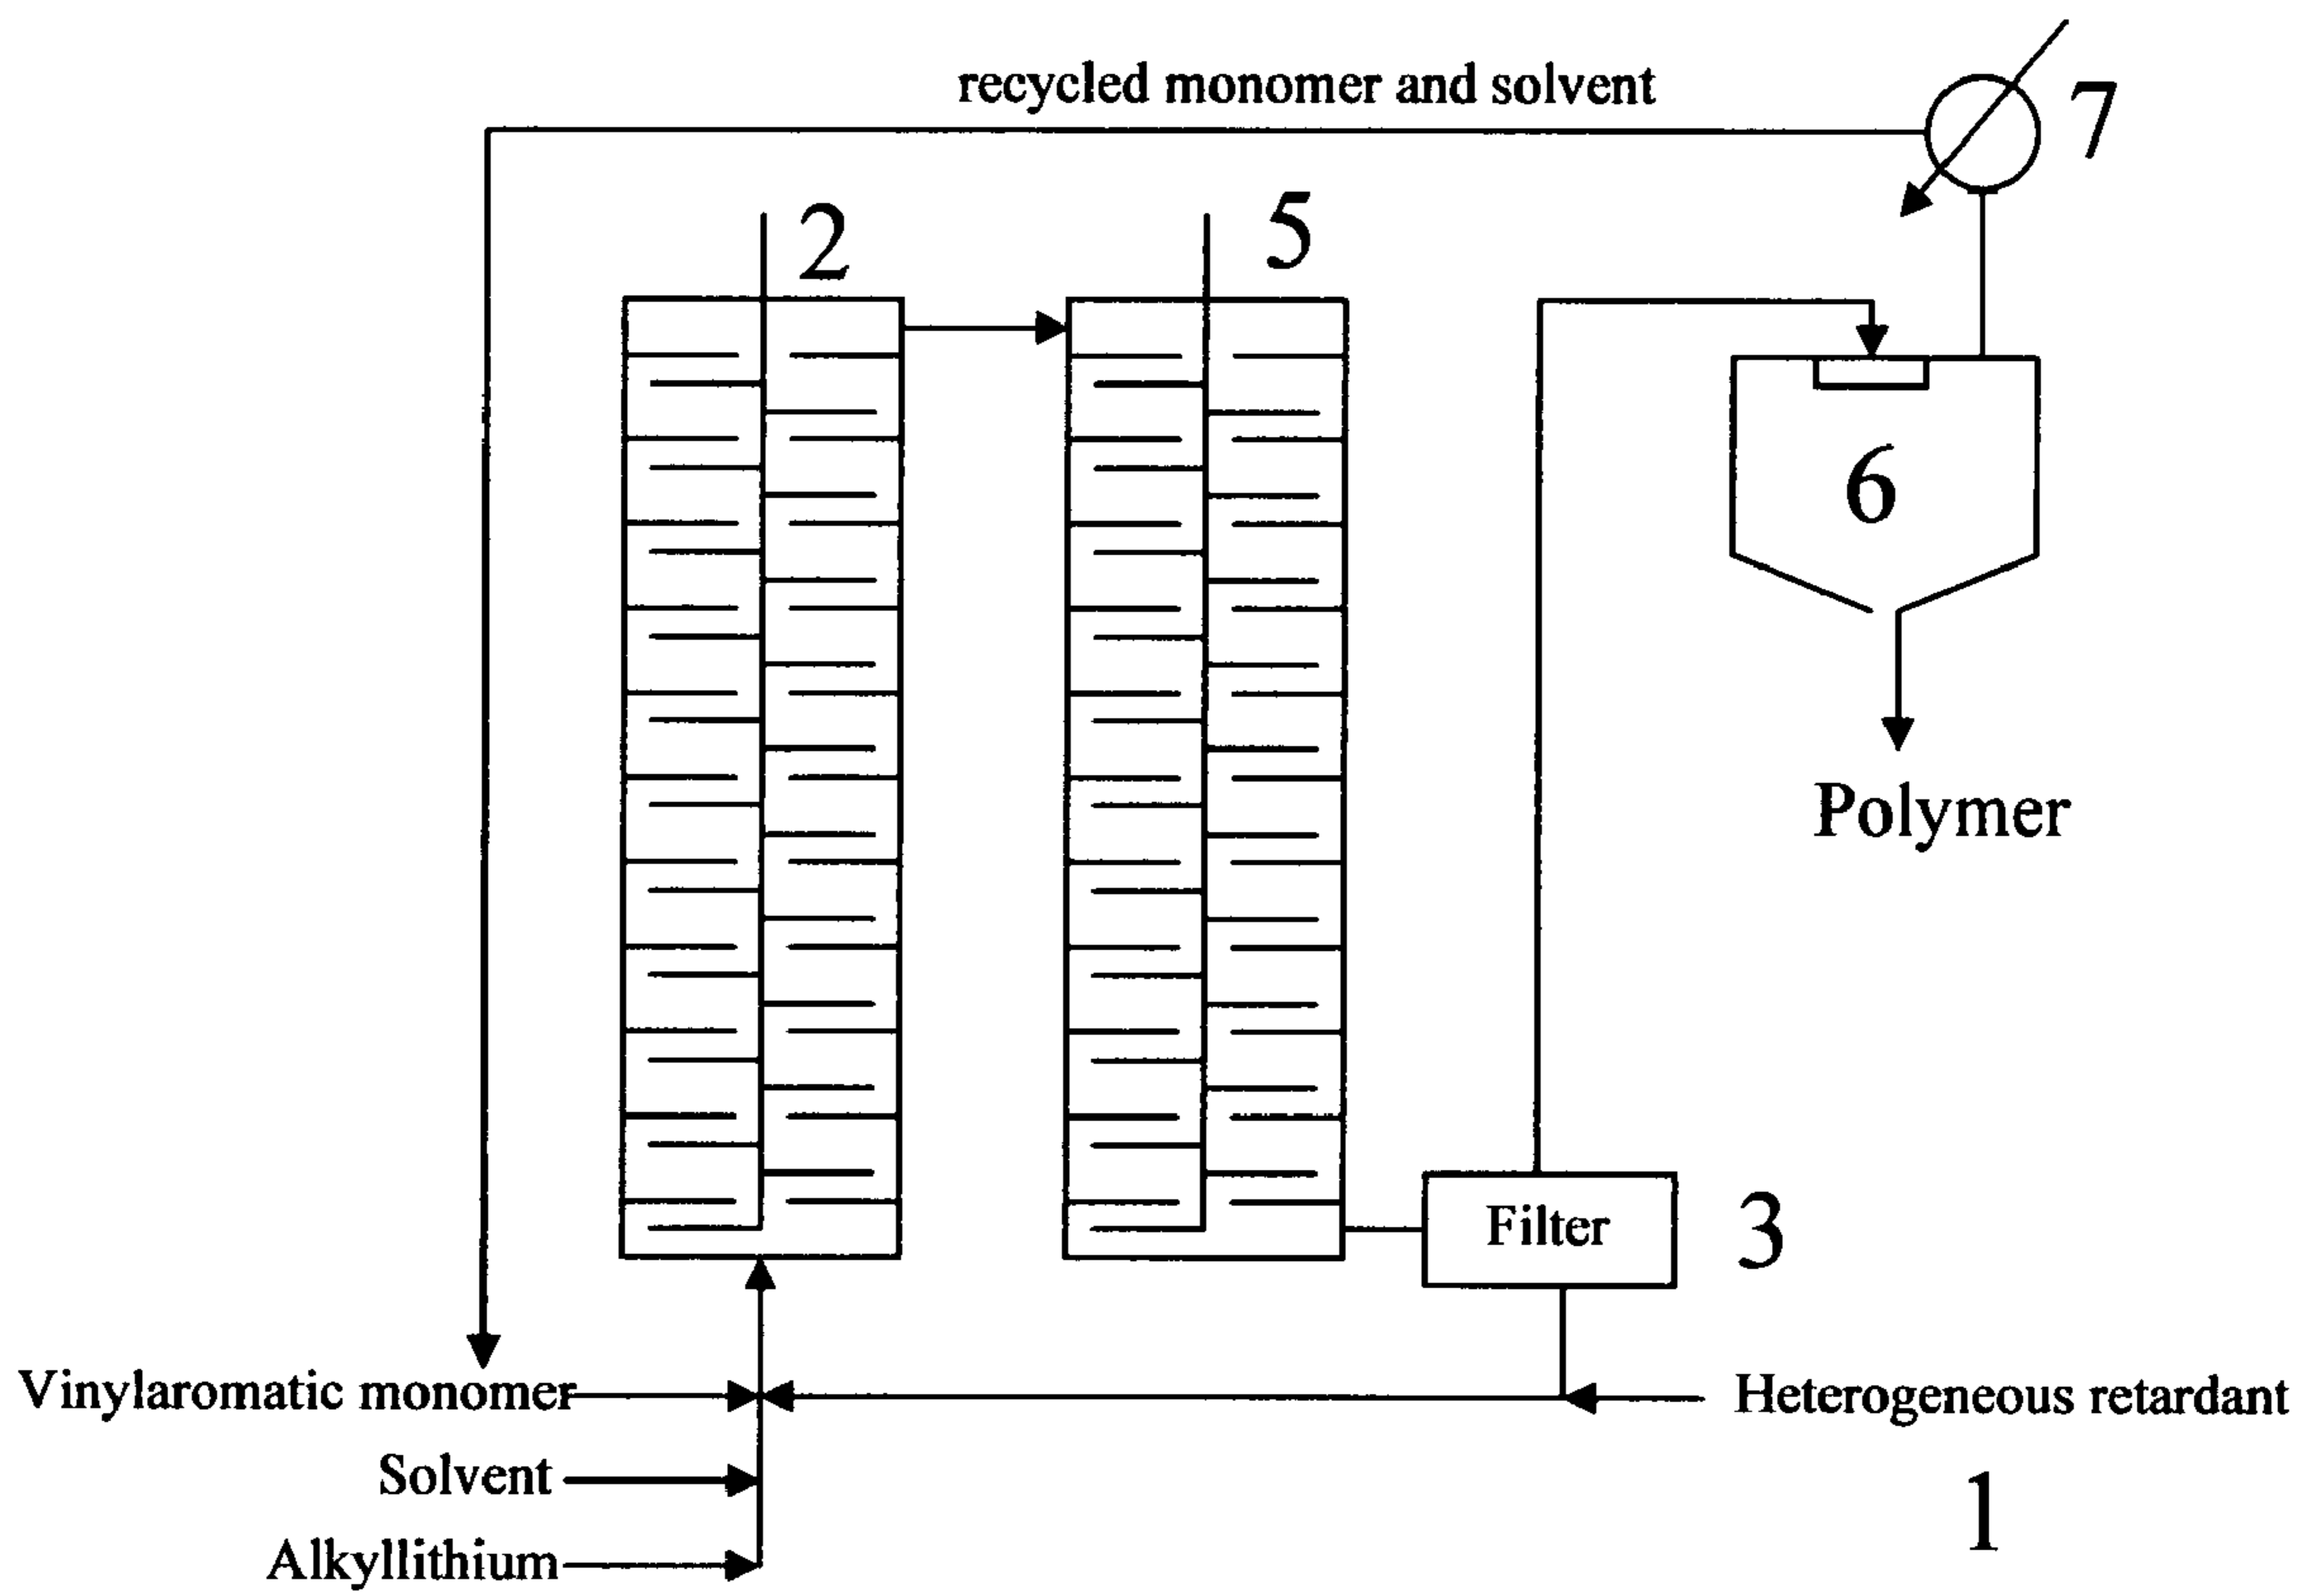 recycled monomer and solvent
7
2
5
6
Polymer
Filter
3
Vinylaromatic monomer
Heterogeneous retardant
Solvent
1
Alkyllithium